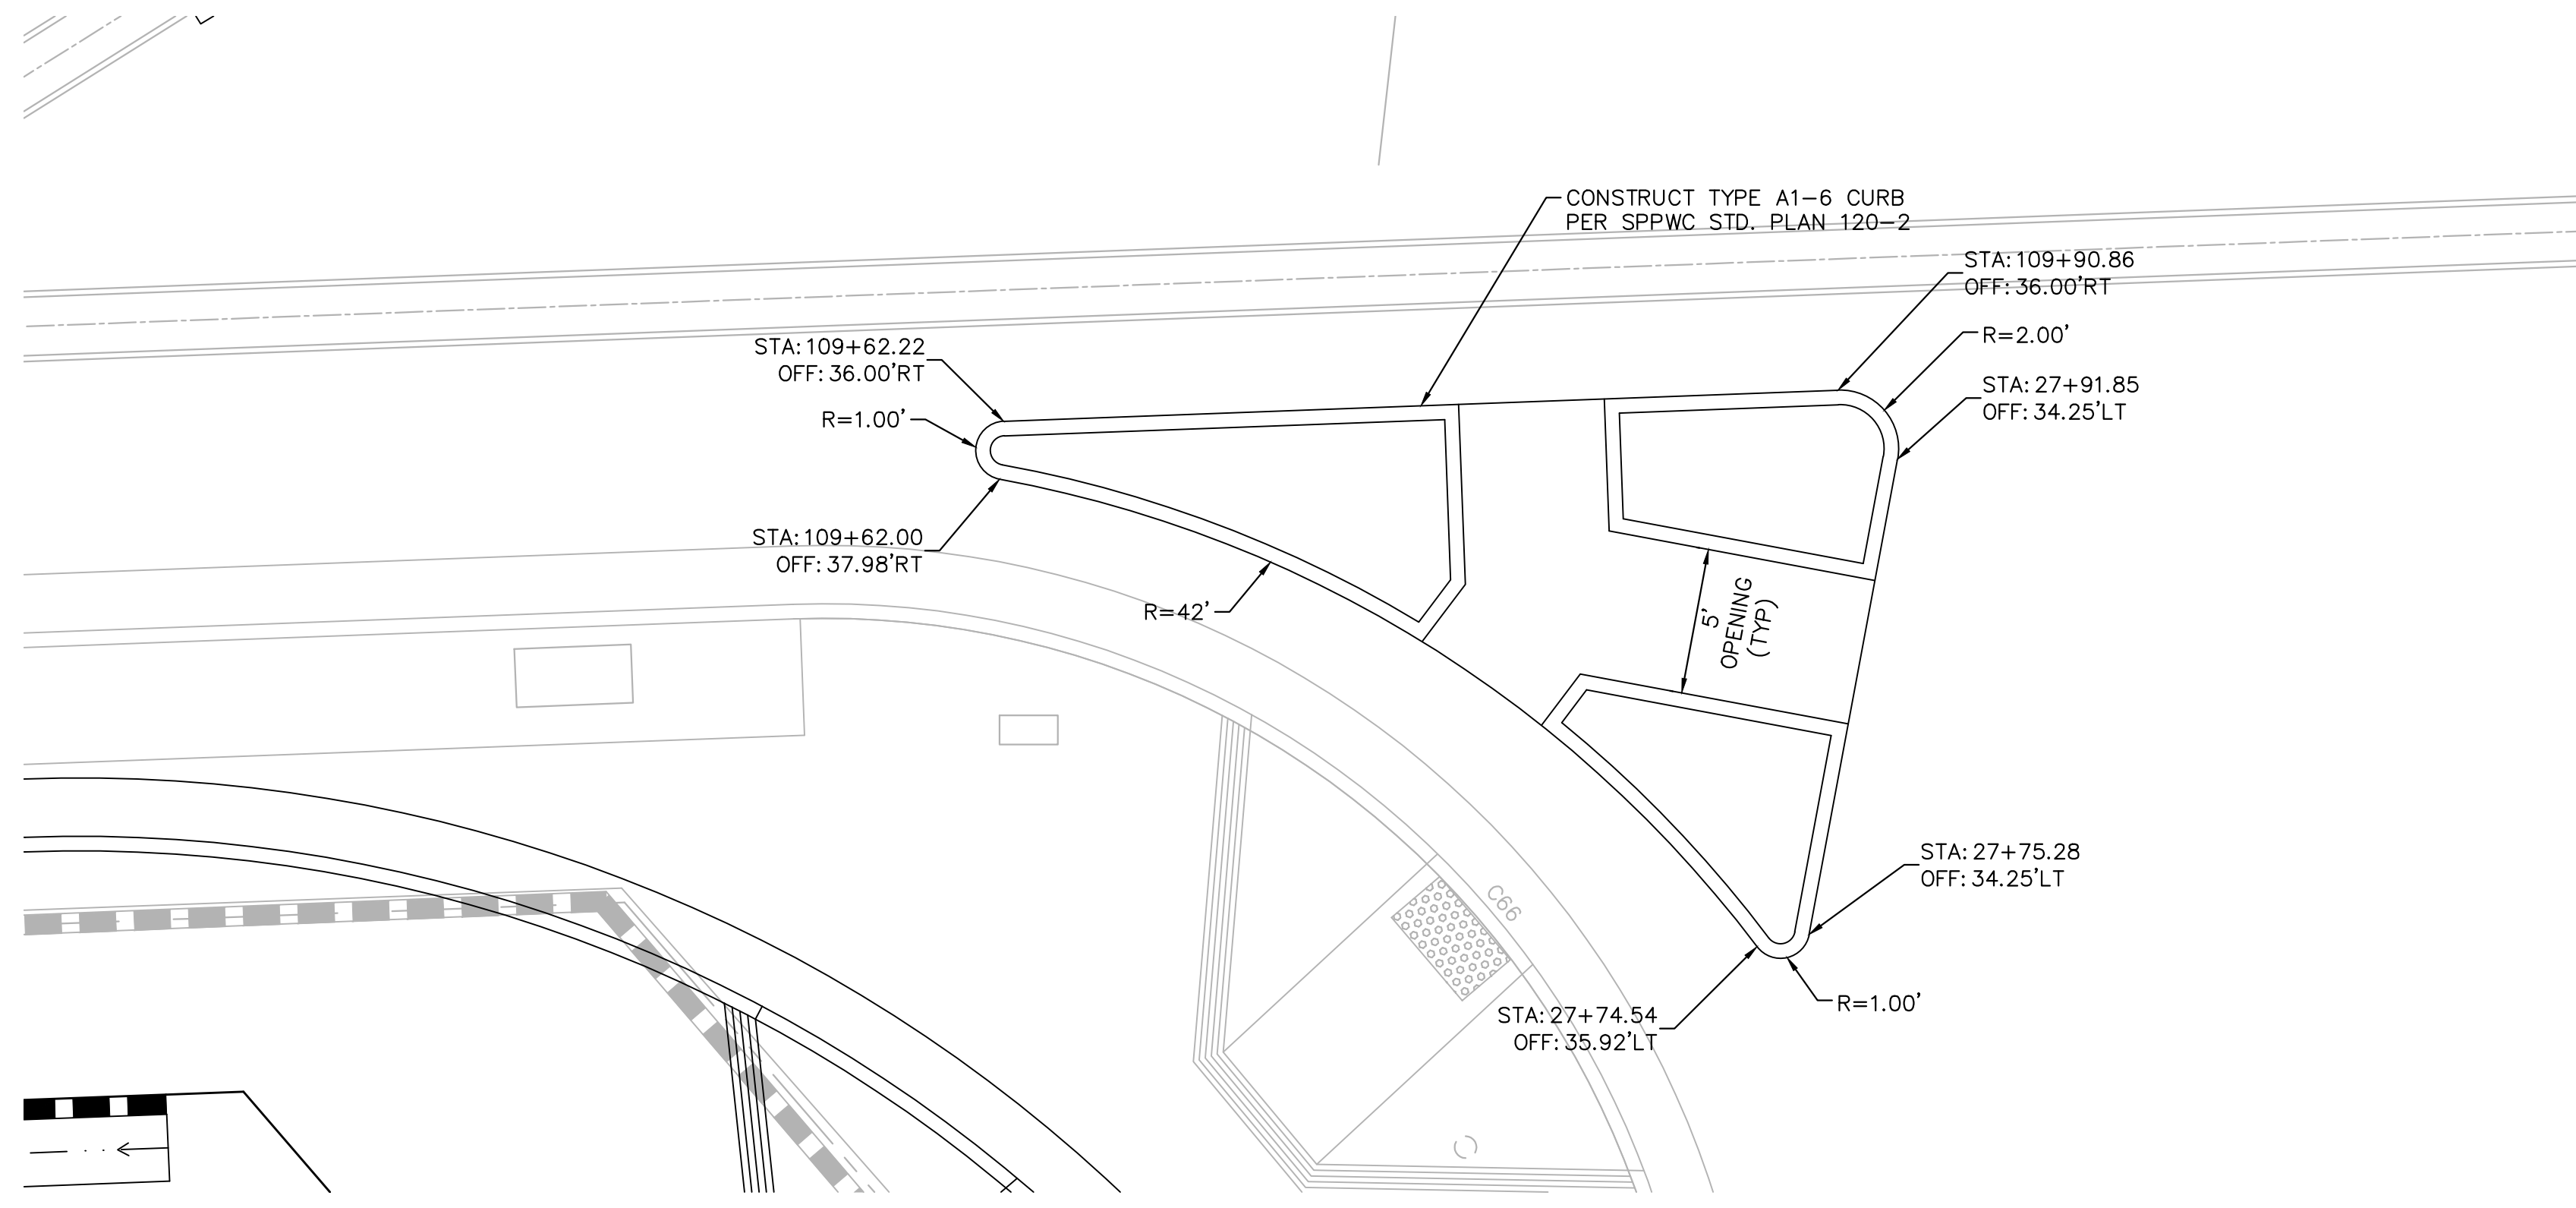 CONSTRUCT TYPE A1-6 CURB
PER SPPWC STD. PLAN 120-2
STA:109+90.86
OFF:36.00'RT
R=2.00'
STA:27+91.85
OFF:34.25'LT
STA:109+62.22
OFF:36.00'RT
R=1.00'
STA:109+62.00
OFF:37.98'RT
R=42'
5'
OPENING
(TYP)
STA:27+75.28
OFF:34.25'LT
C66
R=1.00'
STA:27+74.54
OFF:35.92'LT